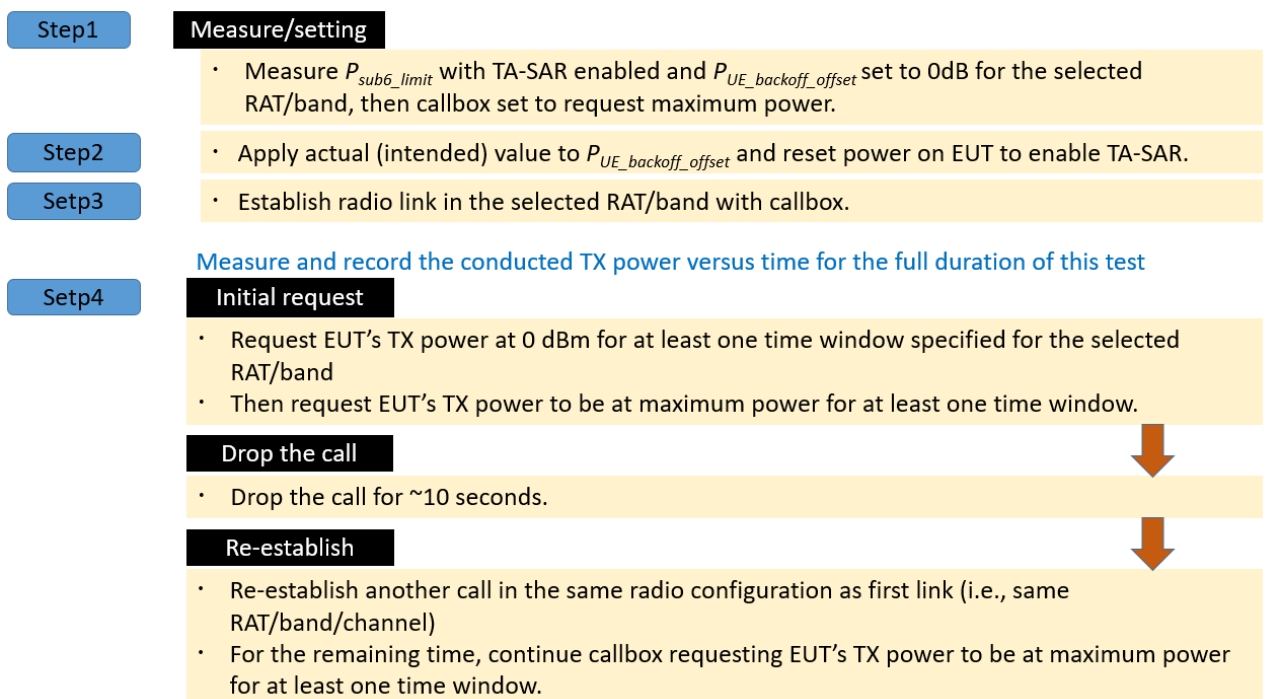 Step1
Measure/setting
· Measure P_sub6_limit with TA-SAR enabled and P_UE_backoff_offset set to 0dB for the selected
RAT/band, then callbox set to request maximum power.
Step2
· Apply actual (intended) value to P_UE_backoff_offset and reset power on EUT to enable TA-SAR.
Setp3
· Establish radio link in the selected RAT/band with callbox.
Measure and record the conducted TX power versus time for the full duration of this test
Setp4
Initial request
· Request EUT's TX power at 0 dBm for at least one time window specified for the selected
RAT/band
· Then request EUT's TX power to be at maximum power for at least one time window.
Drop the call
· Drop the call for ~10 seconds.
Re-establish
· Re-establish another call in the same radio configuration as first link (i.e., same
RAT/band/channel)
· For the remaining time, continue callbox requesting EUT's TX power to be at maximum power
for at least one time window.